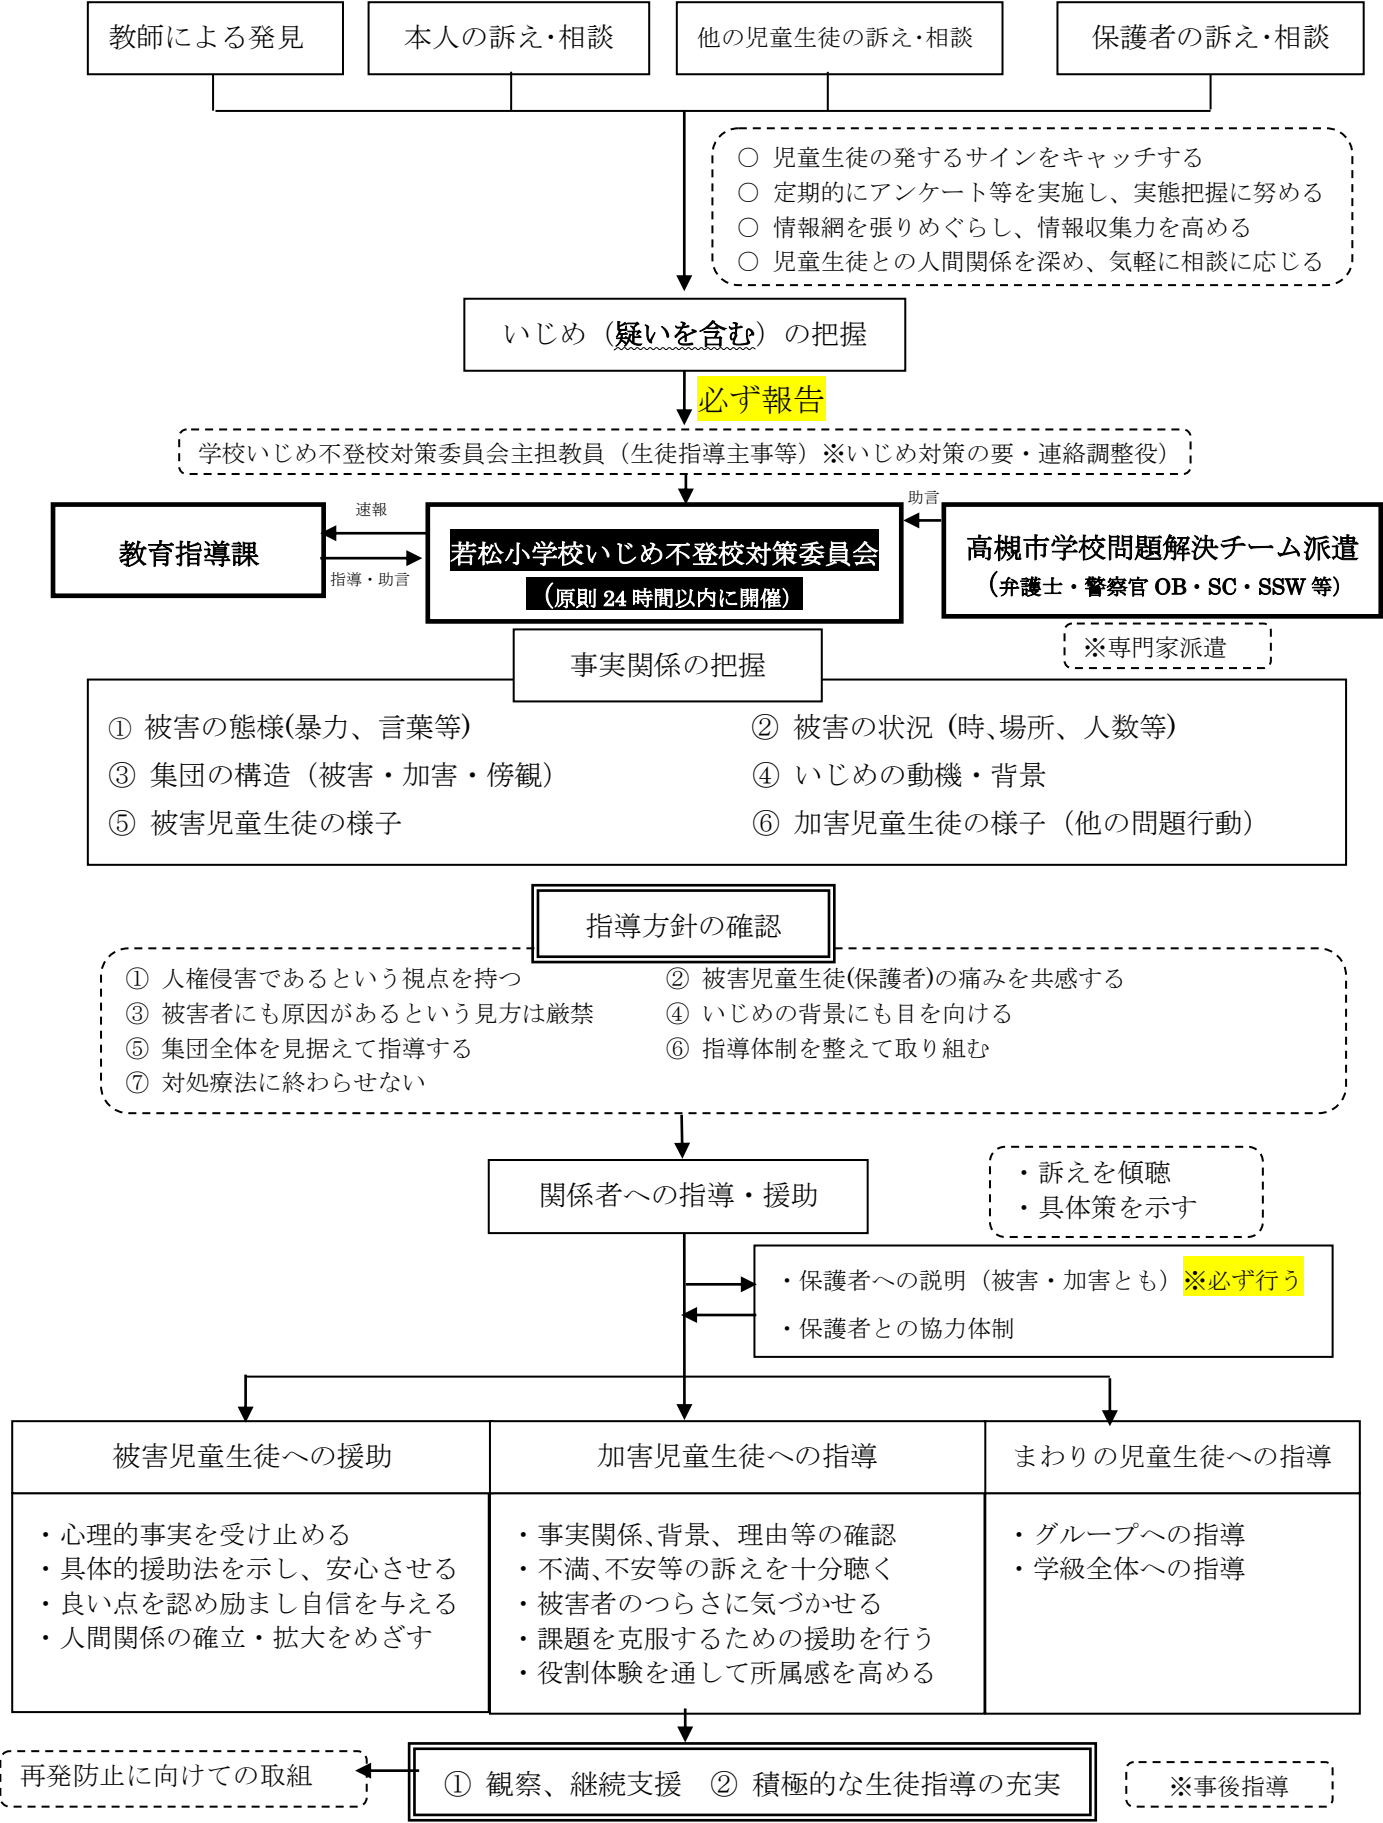 教師による発見
本人の訴え・相談
他の児童生徒の訴え・相談
保護者の訴え・相談
○ 児童生徒の発するサインをキャッチする
○ 定期的にアンケート等を実施し、実態把握に努める
○ 情報網を張りめぐらし、情報収集力を高める
○ 児童生徒との人間関係を深め、気軽に相談に応じる
いじめ（疑いを含む）の把握
必ず報告
学校いじめ不登校対策委員会主担教員（生徒指導主事等）※いじめ対策の要・連絡調整役）
教育指導課
速報
指導・助言
若松小学校いじめ不登校対策委員会
（原則 24 時間以内に開催）
助言
高槻市学校問題解決チーム派遣
（弁護士・警察官 OB・SC・SSW 等）
※専門家派遣
事実関係の把握
① 被害の態様(暴力、言葉等)
② 被害の状況 (時、場所、人数等)
③ 集団の構造（被害・加害・傍観）
④ いじめの動機・背景
⑤ 被害児童生徒の様子
⑥ 加害児童生徒の様子（他の問題行動）
指導方針の確認
① 人権侵害であるという視点を持つ
② 被害児童生徒(保護者)の痛みを共感する
③ 被害者にも原因があるという見方は厳禁
④ いじめの背景にも目を向ける
⑤ 集団全体を見据えて指導する
⑥ 指導体制を整えて取り組む
⑦ 対処療法に終わらせない
関係者への指導・援助
・訴えを傾聴
・具体策を示す
・保護者への説明（被害・加害とも）※必ず行う
・保護者との協力体制
被害児童生徒への援助
・心理的事実を受け止める
・具体的援助法を示し、安心させる
・良い点を認め励まし自信を与える
・人間関係の確立・拡大をめざす
加害児童生徒への指導
・事実関係、背景、理由等の確認
・不満、不安等の訴えを十分聴く
・被害者のつらさに気づかせる
・課題を克服するための援助を行う
・役割体験を通して所属感を高める
まわりの児童生徒への指導
・グループへの指導
・学級全体への指導
再発防止に向けての取組
① 観察、継続支援 ② 積極的な生徒指導の充実
※事後指導